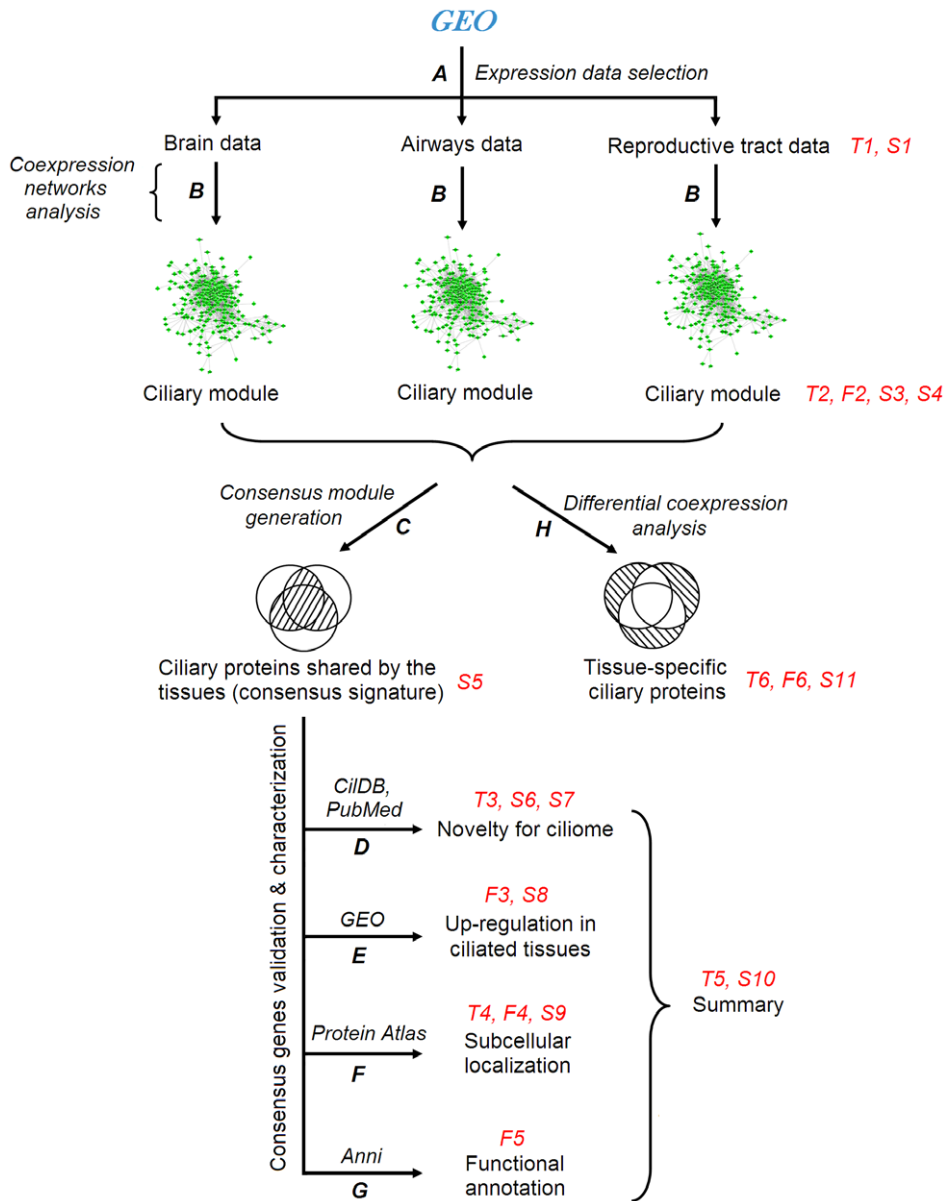 GEO
A
Expression data selection
Brain data
Airways data
Reproductive tract data
T1, S1
Coexpression
networks
analysis
B
B
B
Ciliary module
Ciliary module
Ciliary module
T2, F2, S3, S4
Consensus module
generation
C
H
Differential coexpression
analysis
Ciliary proteins shared by the
tissues (consensus signature)
S5
Tissue-specific
ciliary proteins
T6, F6, S11
Consensus genes validation & characterization
CilDB,
PubMed
D
T3, S6, S7
Novelty for ciliome
GEO
E
F3, S8
Up-regulation in
ciliated tissues
Protein Atlas
F
T4, F4, S9
Subcellular
localization
Anni
G
F5
Functional
annotation
T5, S10
Summary